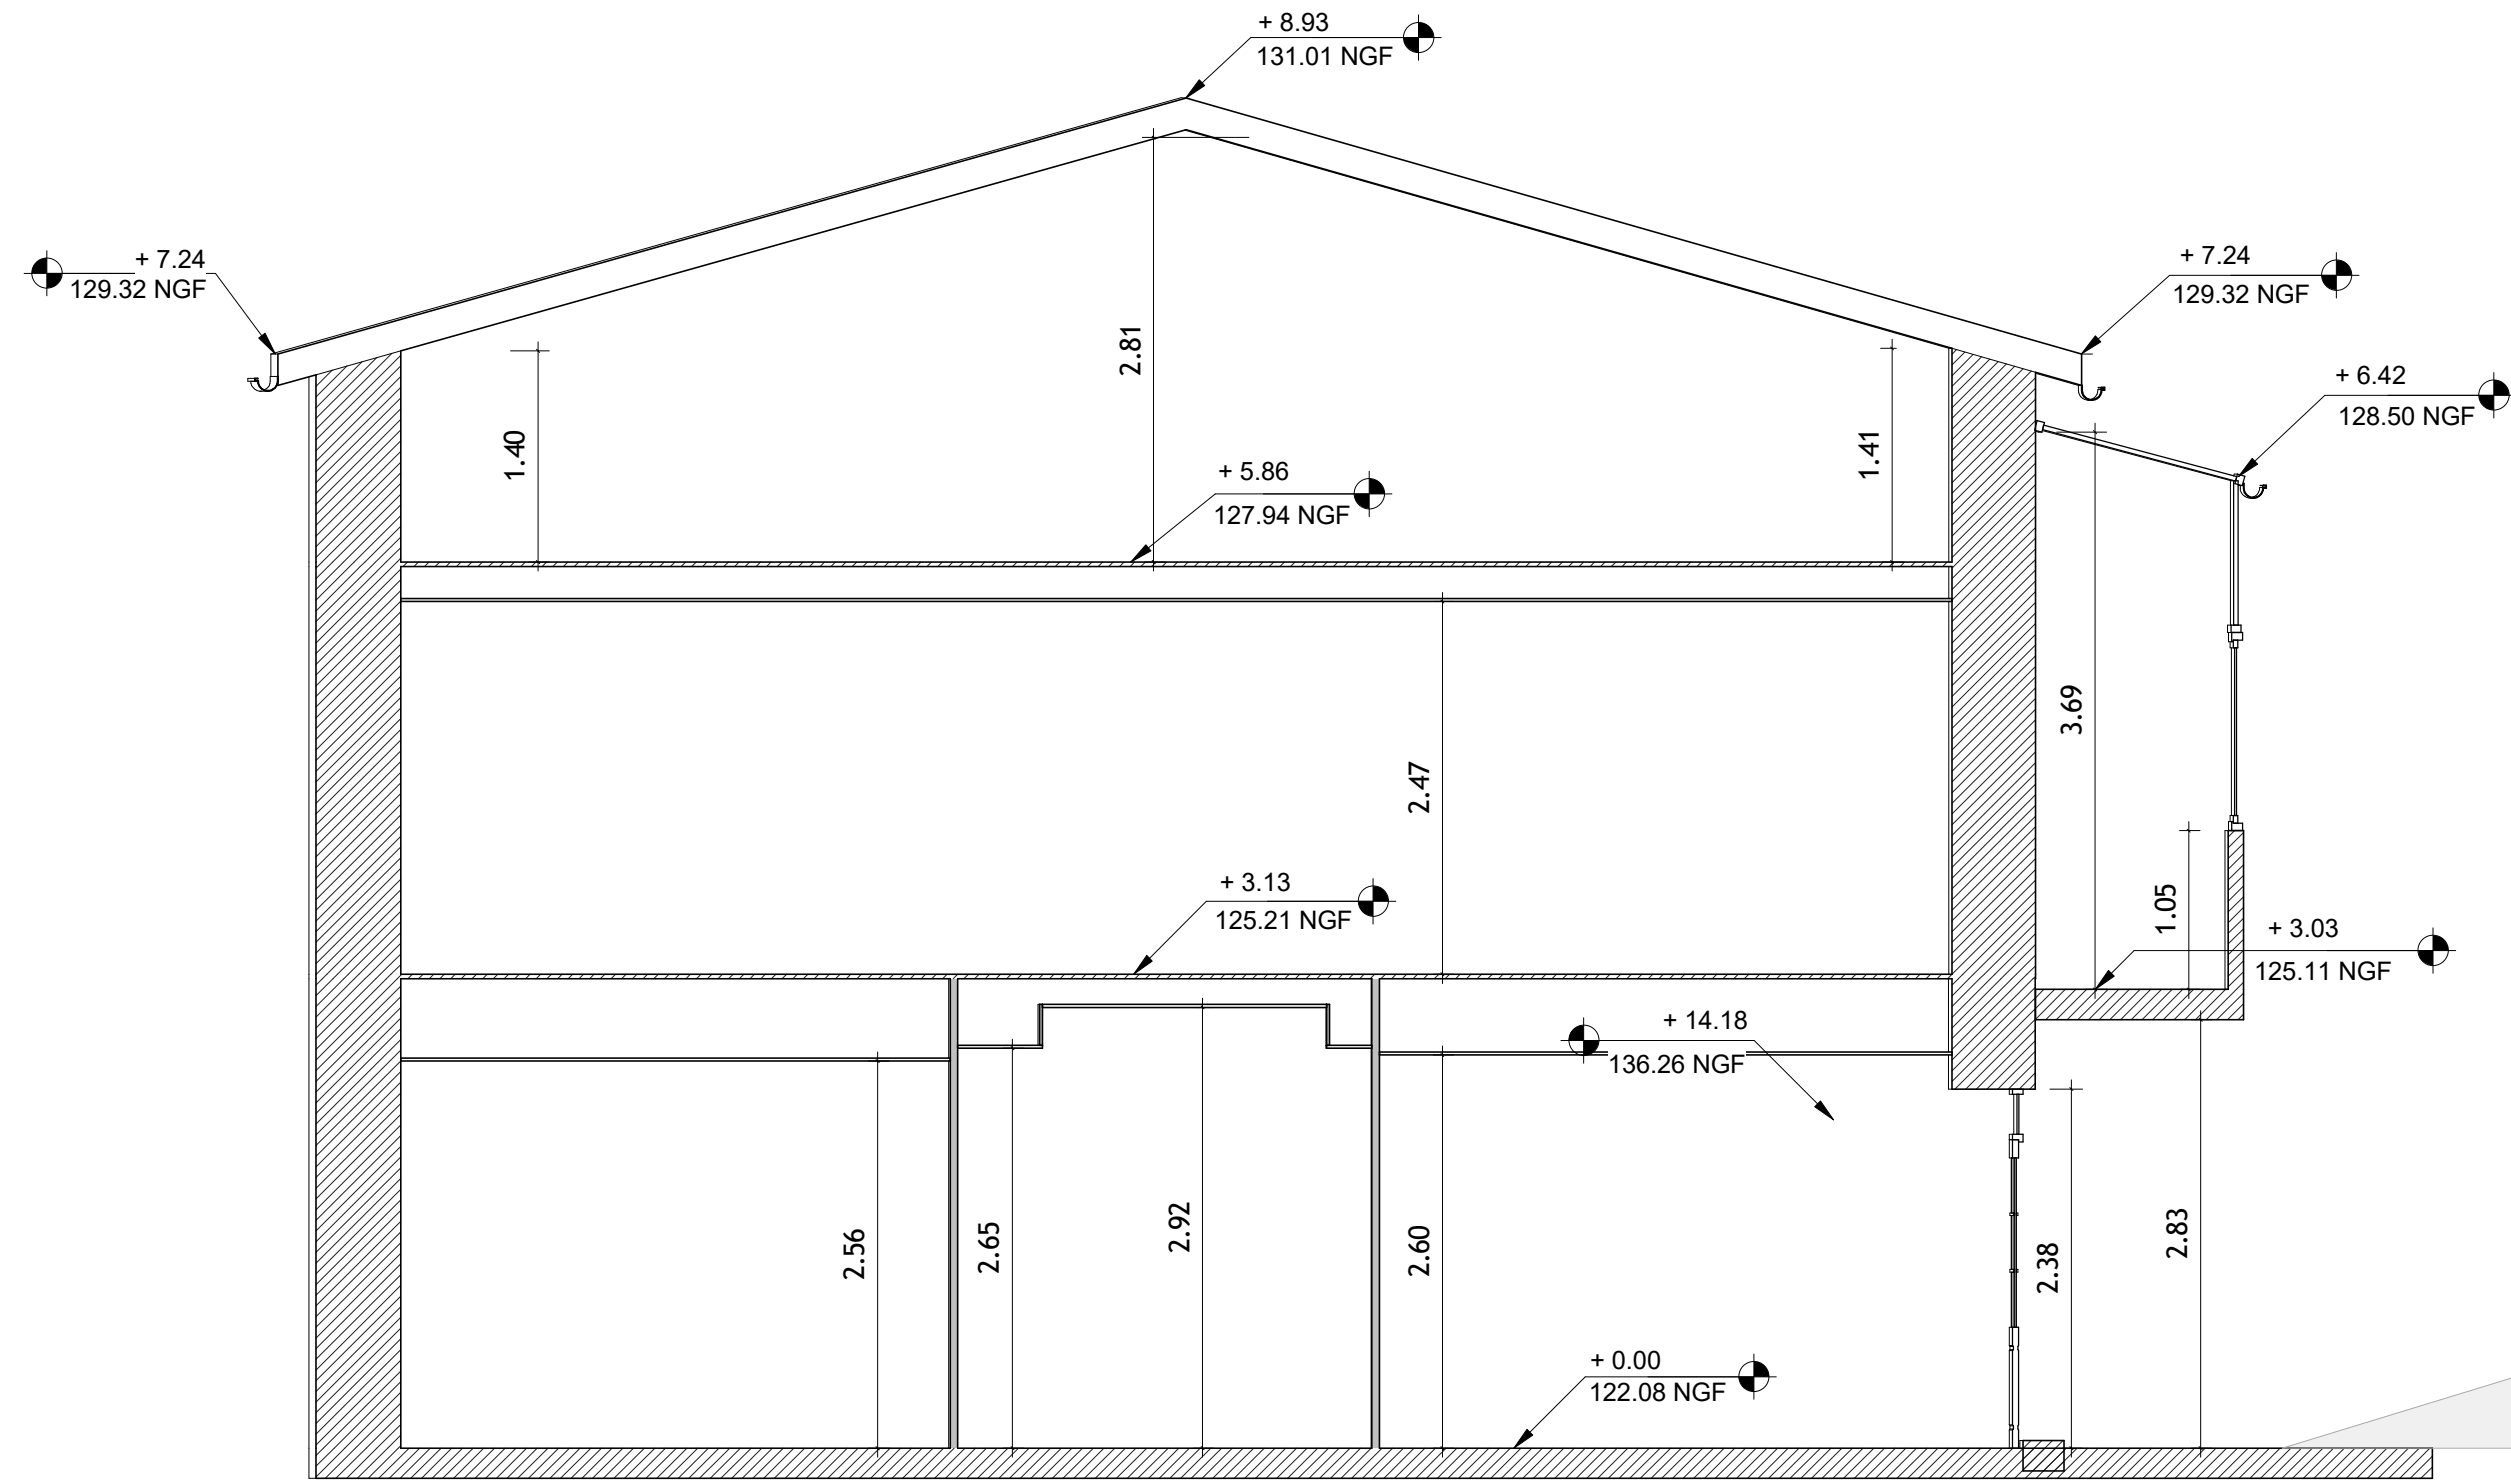 + 8.93
131.01 NGF
+ 7.24
129.32 NGF
+ 7.24
129.32 NGF
2.81
+ 6.42
128.50 NGF
1.40
1.41
+ 5.86
127.94 NGF
3.69
2.47
+ 3.13
125.21 NGF
1.05
+ 3.03
125.11 NGF
+ 14.18
136.26 NGF
2.56
2.65
2.92
2.60
2.38
2.83
+ 0.00
122.08 NGF